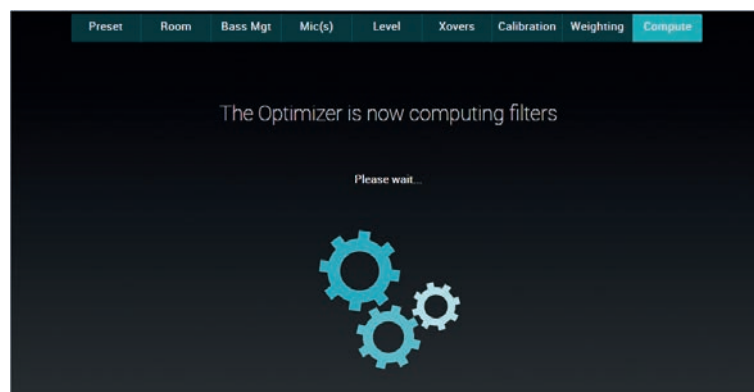 Preset Room Bass Mgt Mic(s) Level Xovers Calibration Weighting Compute
The Optimizer is now computing filters
Please wait...